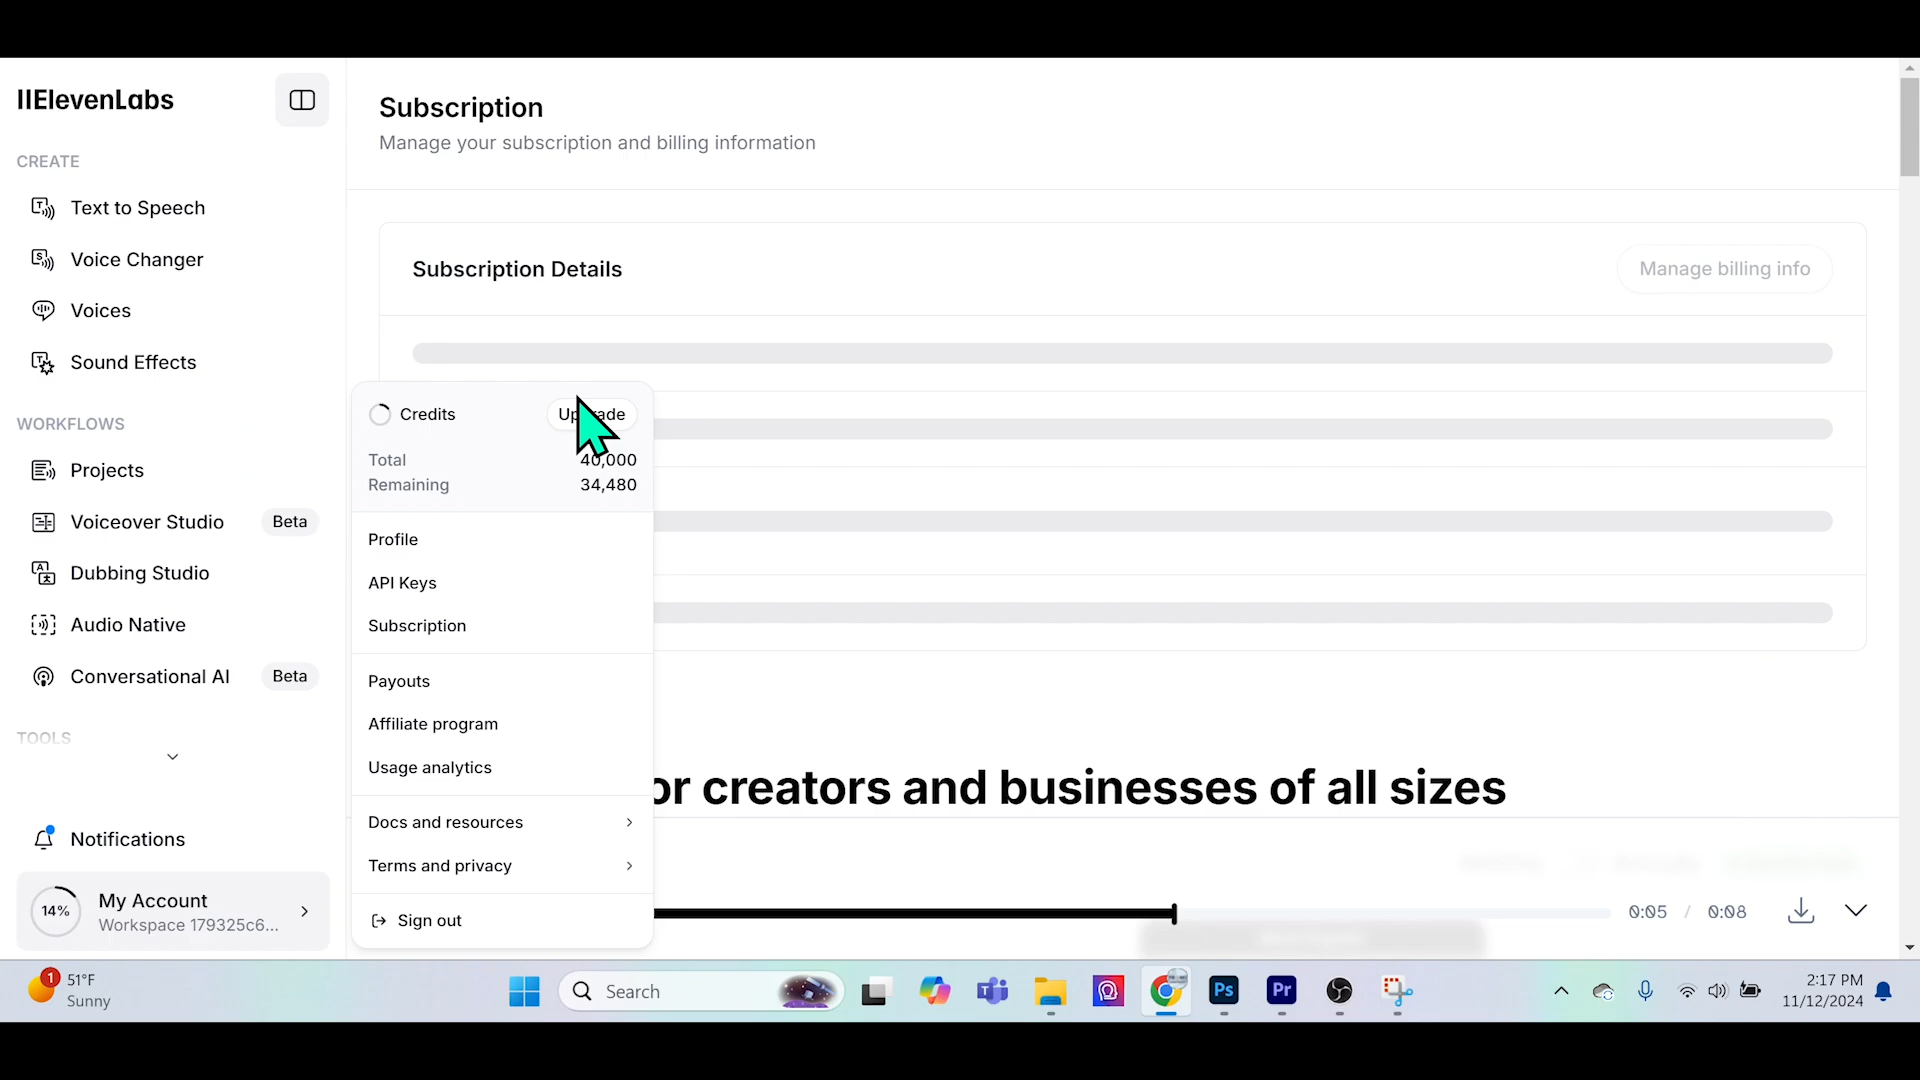 IIElevenLabs
CREATE
Text to Speech
Voice Changer
Voices
Sound Effects
WORKFLOWS
Projects
Voiceover Studio Beta
Dubbing Studio
Audio Native
Conversational AI Beta
TOOLS
Notifications
14%
My Account
Workspace 179325c6...
Subscription
Manage your subscription and billing information
Subscription Details
Manage billing info
Credits
Total 40,000
Remaining 34,480
Profile
API Keys
Subscription
Payouts
Affiliate program
Usage analytics
Docs and resources
Terms and privacy
Sign out
or creators and businesses of all sizes
0:05 / 0:08
1
51°F
Sunny
Search
Ps
Pr
2:17 PM
11/12/2024